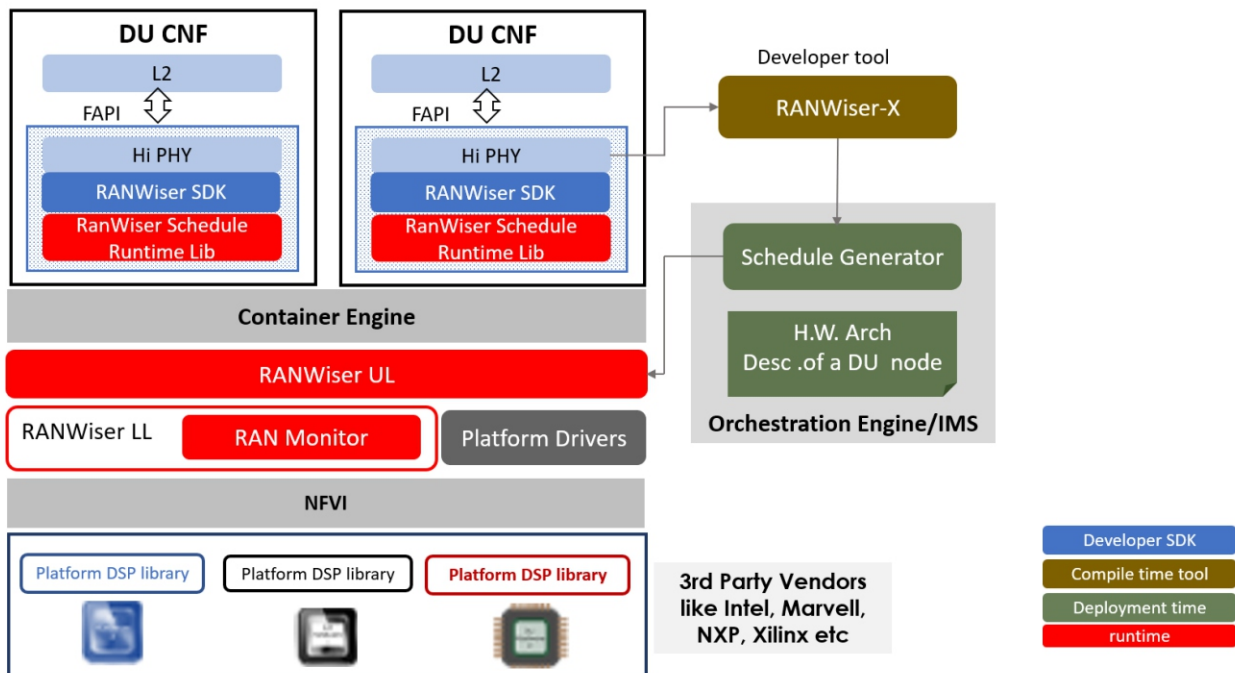 DU CNF
L2
FAPI
Hi PHY
RANWiser SDK
RanWiser Schedule
Runtime Lib
DU CNF
L2
FAPI
Hi PHY
RANWiser SDK
RanWiser Schedule
Runtime Lib
Developer tool
RANWiser-X
Schedule Generator
H.W. Arch
Desc .of a DU node
Orchestration Engine/IMS
Container Engine
RANWiser UL
RANWiser LL
RAN Monitor
Platform Drivers
NFVI
Platform DSP library
Platform DSP library
Platform DSP library
3rd Party Vendors
like Intel, Marvell,
NXP, Xilinx etc
Developer SDK
Compile time tool
Deployment time
runtime